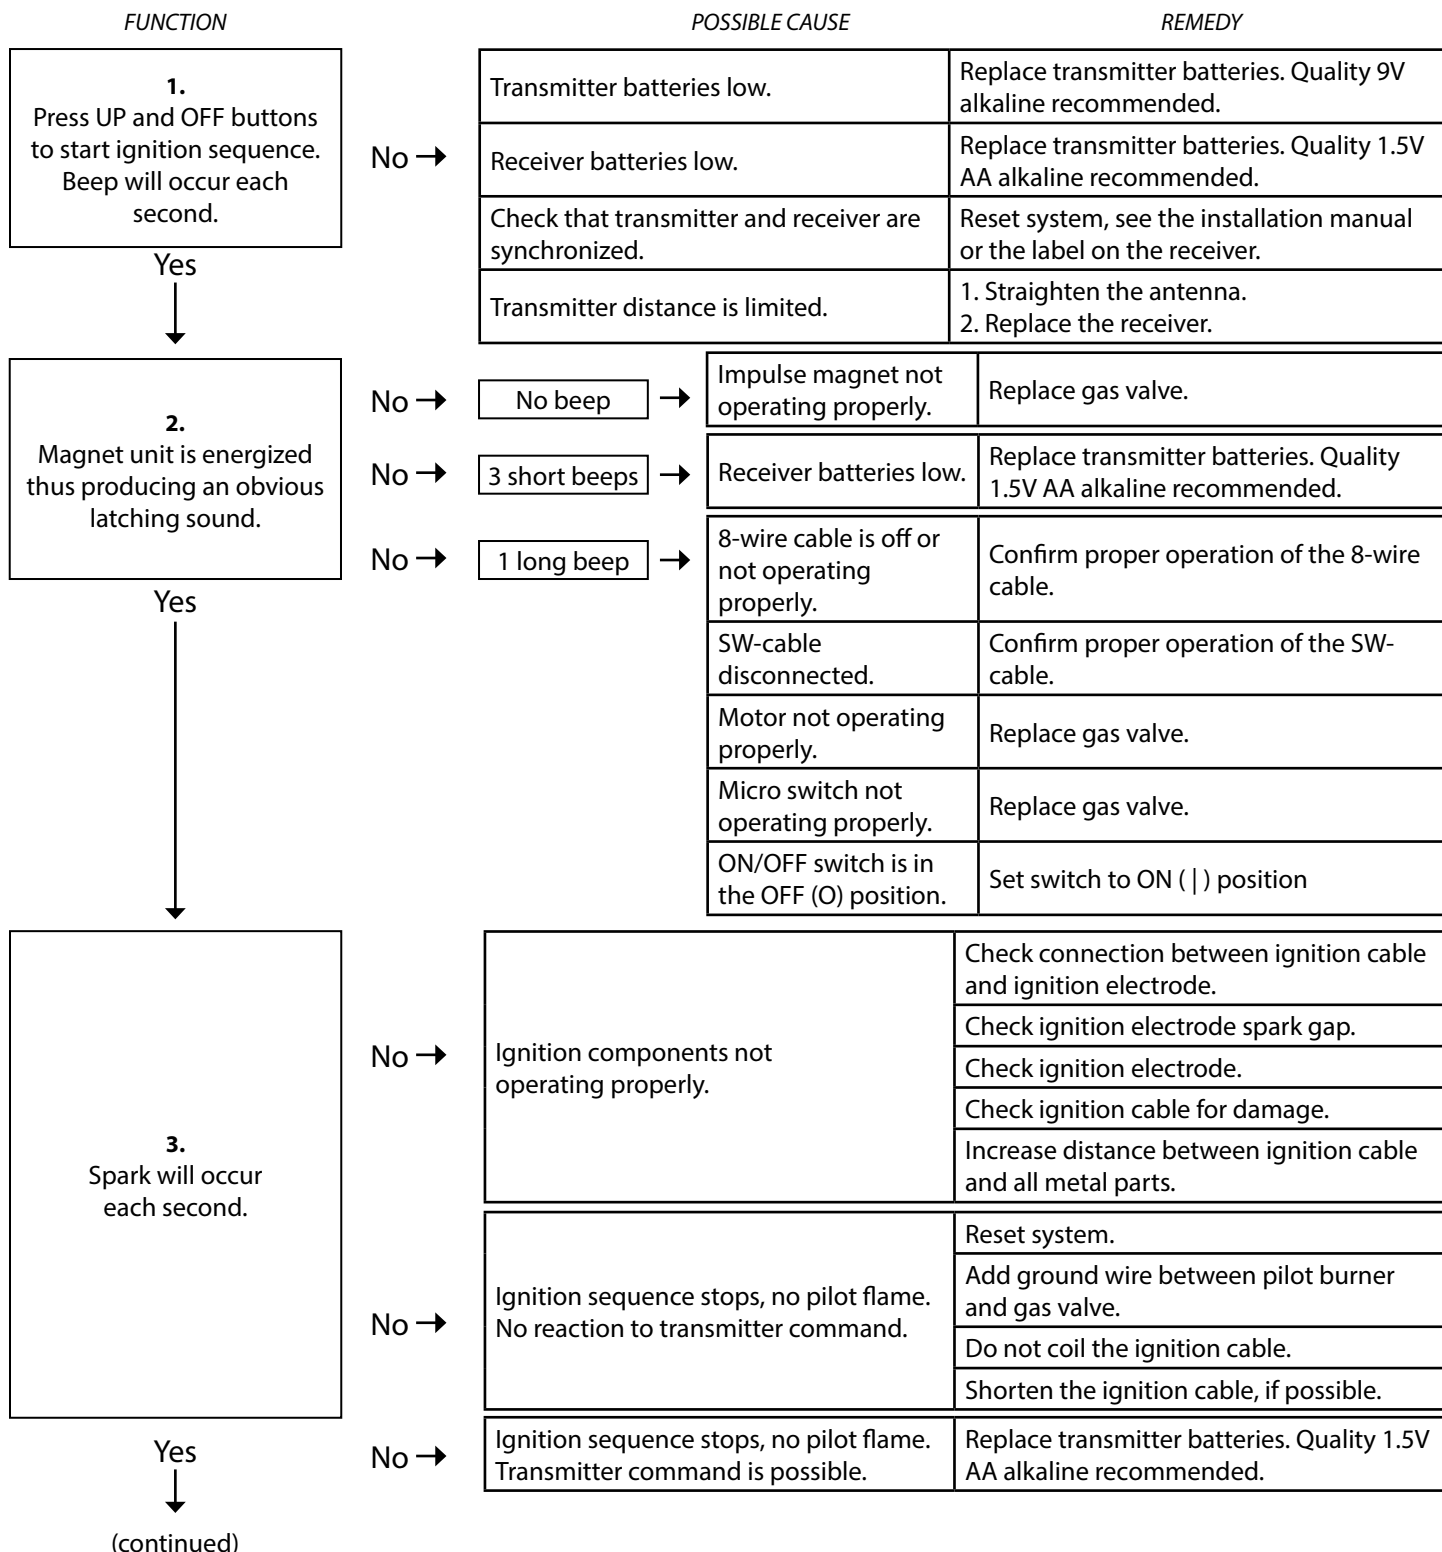 FUNCTION
POSSIBLE CAUSE
REMEDY
1.
Press UP and OFF buttons
to start ignition sequence.
Beep will occur each
second.
No
Transmitter batteries low.
Replace transmitter batteries. Quality 9V
alkaline recommended.
Receiver batteries low.
Replace transmitter batteries. Quality 1.5V
AA alkaline recommended.
Check that transmitter and receiver are
synchronized.
Reset system, see the installation manual
or the label on the receiver.
Transmitter distance is limited.
1. Straighten the antenna.
2. Replace the receiver.
Yes
2.
Magnet unit is energized
thus producing an obvious
latching sound.
No
No beep
Impulse magnet not
operating properly.
Replace gas valve.
No
3 short beeps
Receiver batteries low.
Replace transmitter batteries. Quality
1.5V AA alkaline recommended.
No
1 long beep
8-wire cable is off or
not operating
properly.
Confirm proper operation of the 8-wire
cable.
SW-cable
disconnected.
Confirm proper operation of the SW-
cable.
Motor not operating
properly.
Replace gas valve.
Micro switch not
operating properly.
Replace gas valve.
ON/OFF switch is in
the OFF (O) position.
Set switch to ON ( | ) position
Yes
3.
Spark will occur
each second.
No
Ignition components not
operating properly.
Check connection between ignition cable
and ignition electrode.
Check ignition electrode spark gap.
Check ignition electrode.
Check ignition cable for damage.
Increase distance between ignition cable
and all metal parts.
No
Ignition sequence stops, no pilot flame.
No reaction to transmitter command.
Reset system.
Add ground wire between pilot burner
and gas valve.
Do not coil the ignition cable.
Shorten the ignition cable, if possible.
No
Ignition sequence stops, no pilot flame.
Transmitter command is possible.
Replace transmitter batteries. Quality 1.5V
AA alkaline recommended.
Yes
(continued)